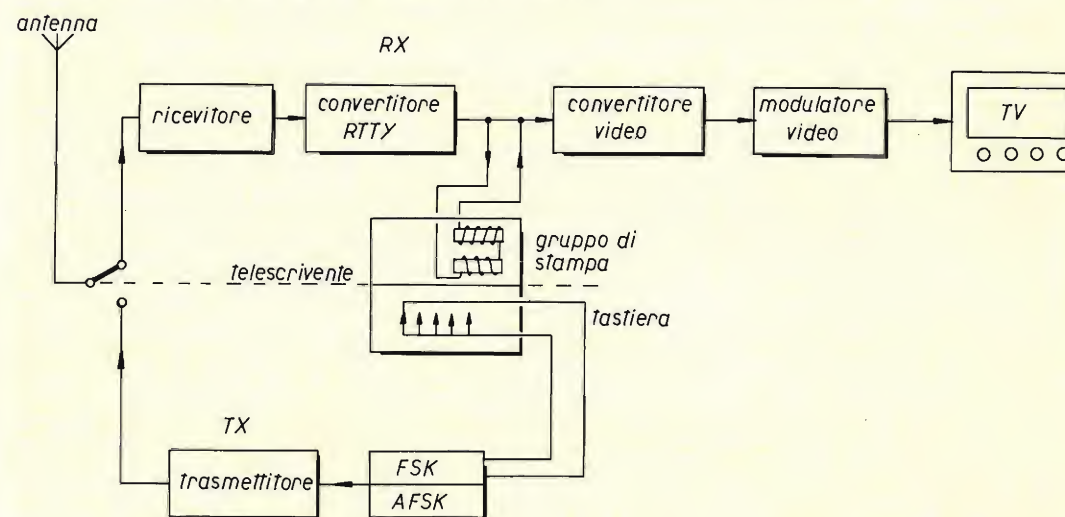 antenna
RX
ricevitore
convertitore
RTTY
convertitore
video
modulatore
video
TV
gruppo di
stampa
telescrivente
tastiera
TX
trasmettitore
FSK
AFSK